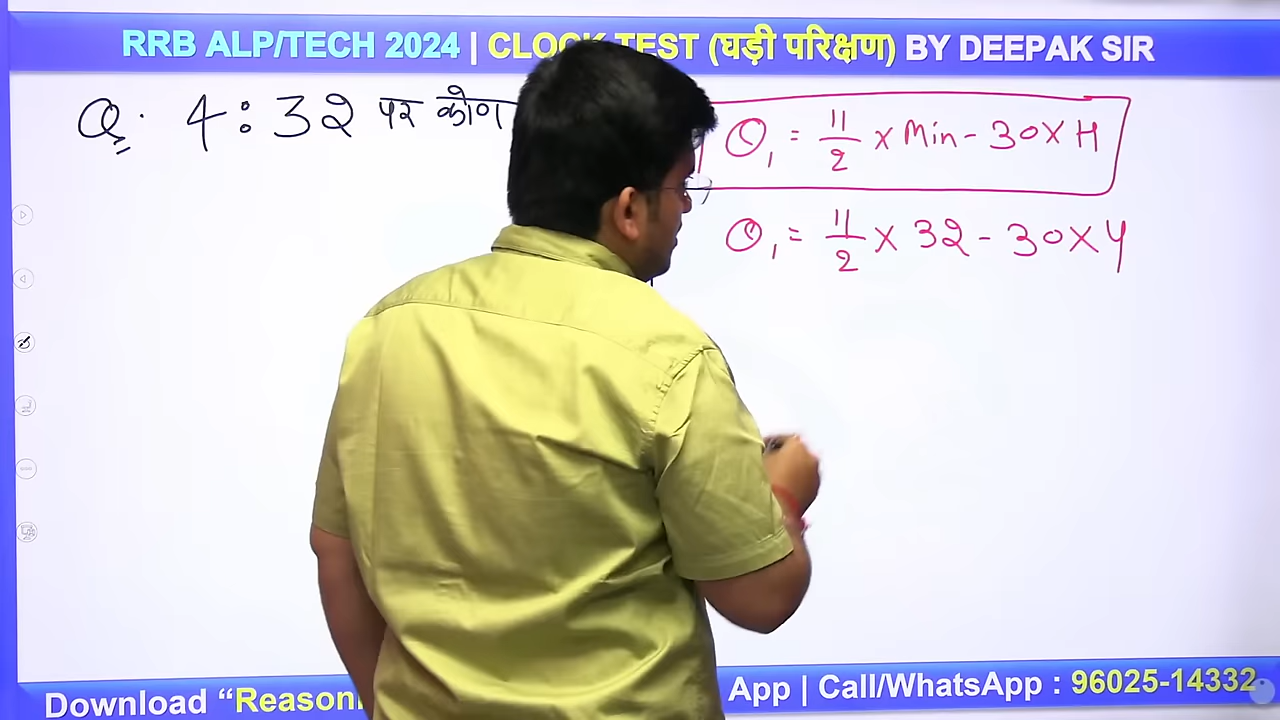 RRB ALP/TECH 2024 | CLOCK TEST (घड़ी परिक्षण) BY DEEPAK SIR
Q. 4:32 पर कोण
θ₁ = 11/2 × Min - 30 × H
θ₁ = 11/2 × 32 - 30 × 4
Download “Reason
App | Call/WhatsApp : 96025-14332